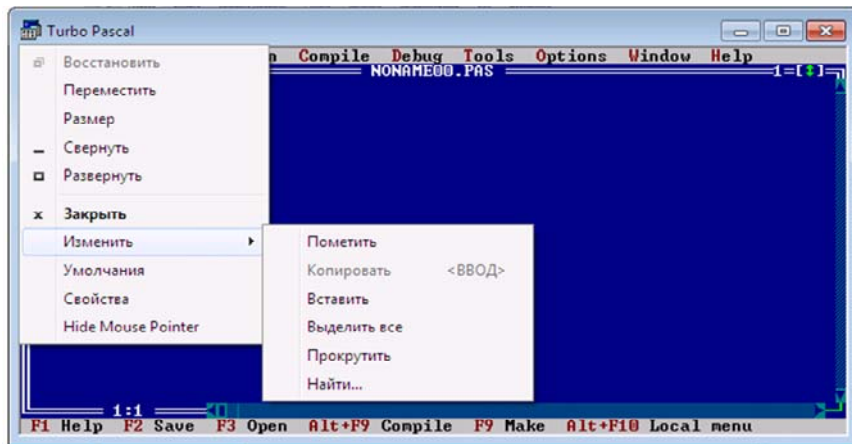 Turbo Pascal
Compile Debug Tools Options Window Help
NONAME00.PAS 1=[↕]
Восстановить
Переместить
Размер
Свернуть
Развернуть
Закрыть
Изменить
Умолчания
Свойства
Hide Mouse Pointer
Пометить
Копировать <ВВОД>
Вставить
Выделить все
Прокрутить
Найти...
1:1
F1 Help F2 Save F3 Open Alt+F9 Compile F9 Make Alt+F10 Local menu